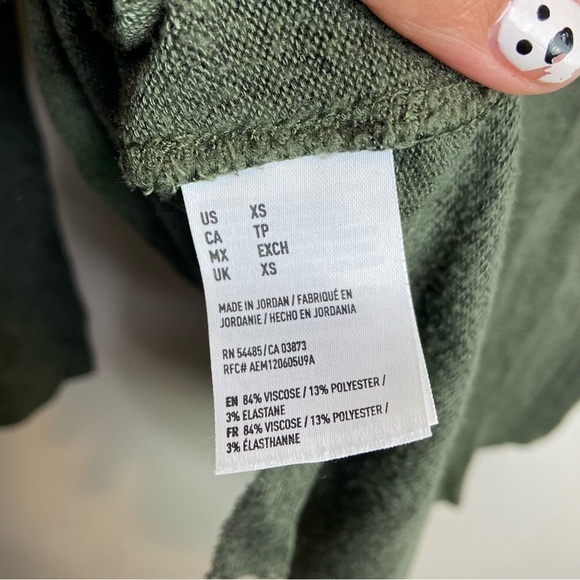 US XS
CA TP
MX EXCH
UK XS
MADE IN JORDAN / FABRIQUÉ EN
JORDANIE / HECHO EN JORDANIA
RN 54485 / CA 03873
RFC# AEM120605U9A
EN 84% VISCOSE / 13% POLYESTER /
3% ELASTANE
FR 84% VISCOSE / 13% POLYESTER /
3% ÉLASTHANNE